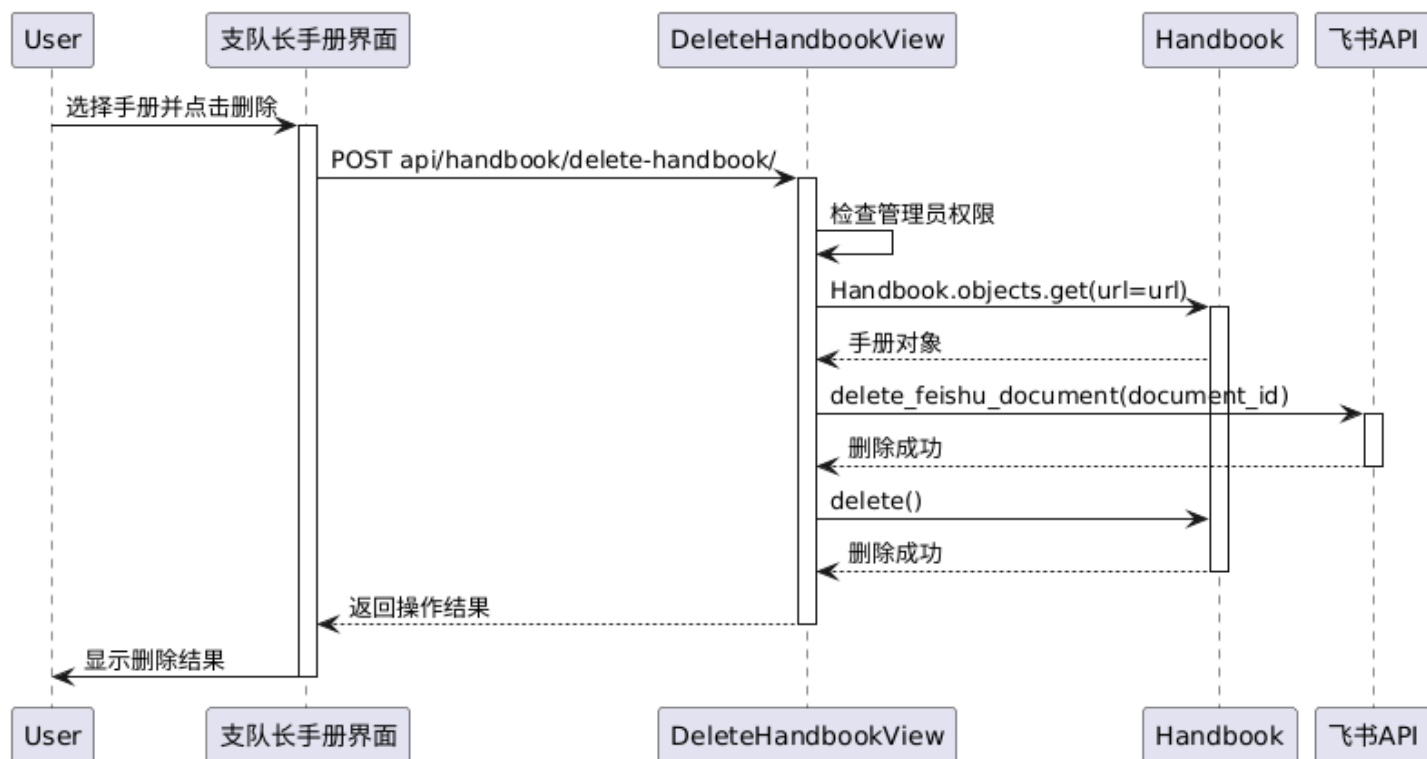 User
支队长手册界面
DeleteHandbookView
Handbook
飞书API
选择手册并点击删除
POST api/handbook/delete-handbook/
检查管理员权限
Handbook.objects.get(url=url)
手册对象
delete_feishu_document(document_id)
删除成功
delete()
删除成功
返回操作结果
显示删除结果
User
支队长手册界面
DeleteHandbookView
Handbook
飞书API